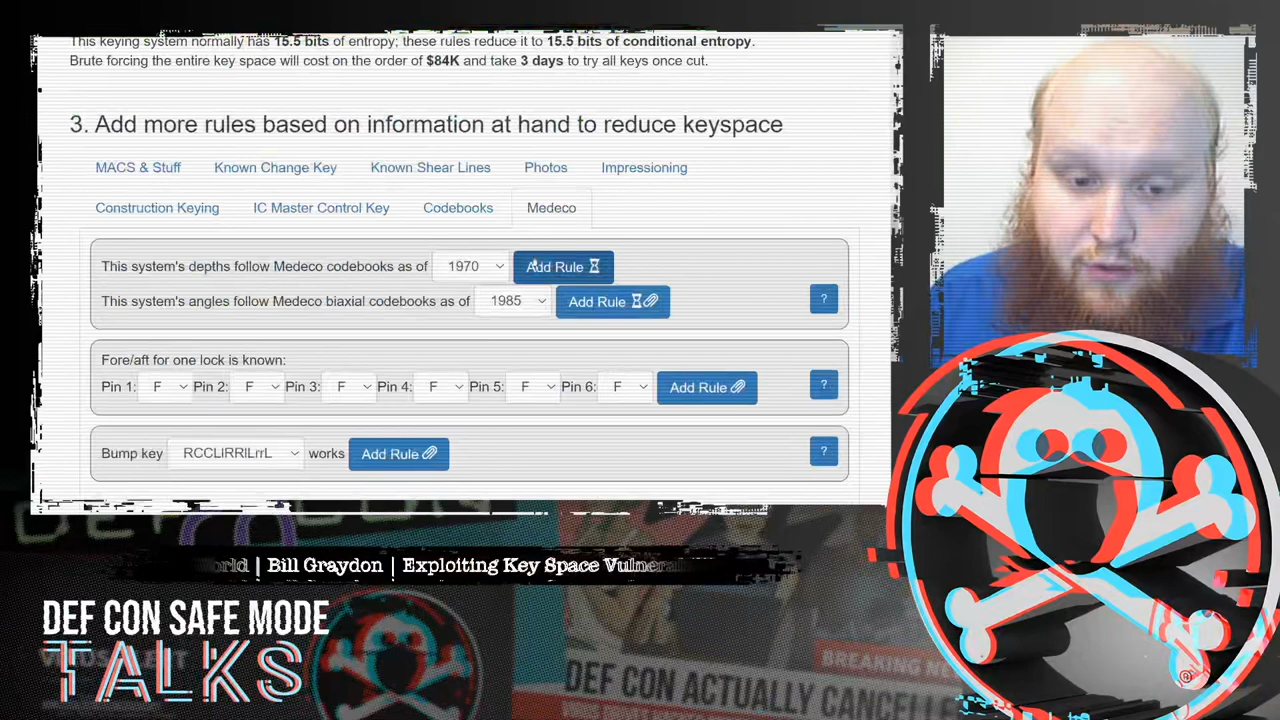 This keying system normally has 16.5 bits of entropy; these rules reduce it to 15.5 bits of conditional entropy.
Brute forcing the entire key space will cost on the order of $84K and take 3 days to try all keys once cut.
3. Add more rules based on information at hand to reduce keyspace
MACS & Stuff Known Change Key Known Shear Lines Photos Impressioning
Construction Keying IC Master Control Key Codebooks Medeco
This system's depths follow Medeco codebooks as of 1970 Add Rule
This system's angles follow Medeco biaxial codebooks as of 1985 Add Rule ?
Fore/aft for one lock is known:
Pin 1: F Pin 2: F Pin 3: F Pin 4: F Pin 5: F Pin 6: F Add Rule ?
Bump key RCCLIRRILrrL works Add Rule ?
DEF CON
| Bill Graydon | Exploiting Key Space
DEF CON SAFE MODE
TALKS
BREAKING
DEF CON ACTUALLY
®